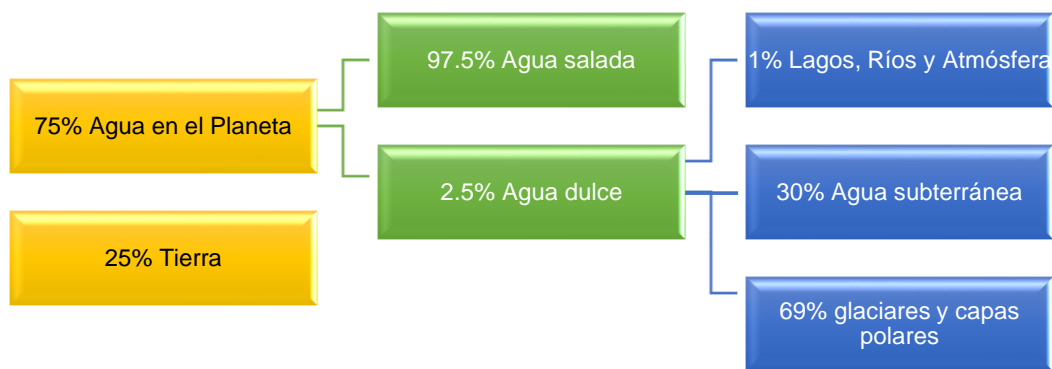 75% Agua en el Planeta
25% Tierra
97.5% Agua salada
2.5% Agua dulce
1% Lagos, Ríos y Atmósfera
30% Agua subterránea
69% glaciares y capas
polares